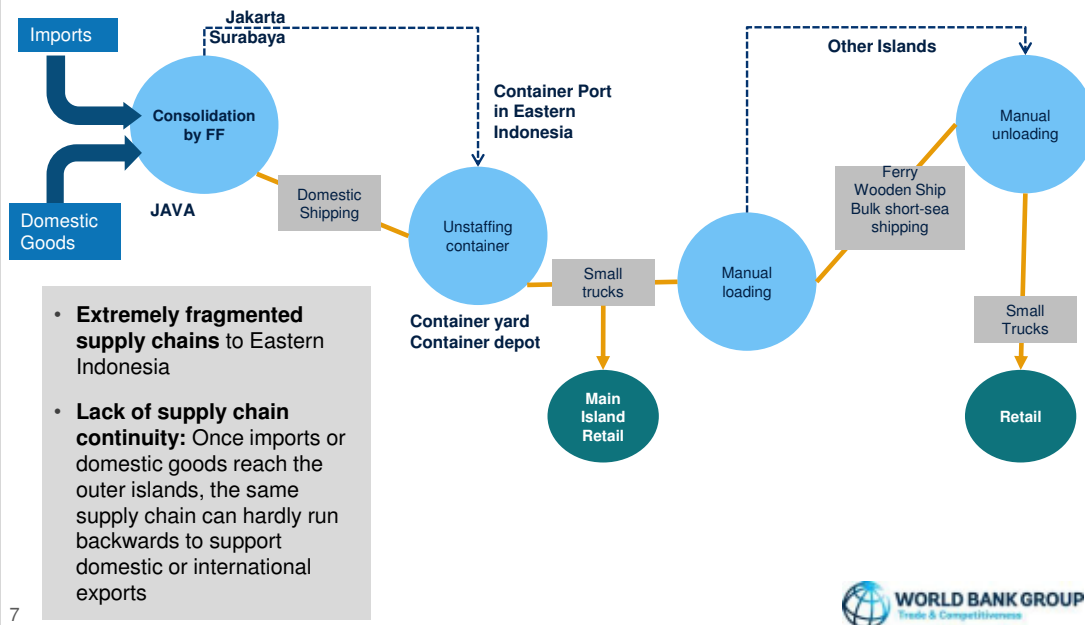 Imports
Jakarta
Surabaya
Other Islands
Consolidation
by FF
Container Port
in Eastern
Indonesia
Manual
unloading
Domestic
Goods
JAVA
Domestic
Shipping
Unstaffing
container
Ferry
Wooden Ship
Bulk short-sea
shipping
Small
trucks
Manual
loading
Container yard
Container depot
Small
Trucks
Main
Island
Retail
Retail
• Extremely fragmented
supply chains to Eastern
Indonesia
• Lack of supply chain
continuity: Once imports or
domestic goods reach the
outer islands, the same
supply chain can hardly run
backwards to support
domestic or international
exports
7
WORLD BANK GROUP
Trade & Competitiveness